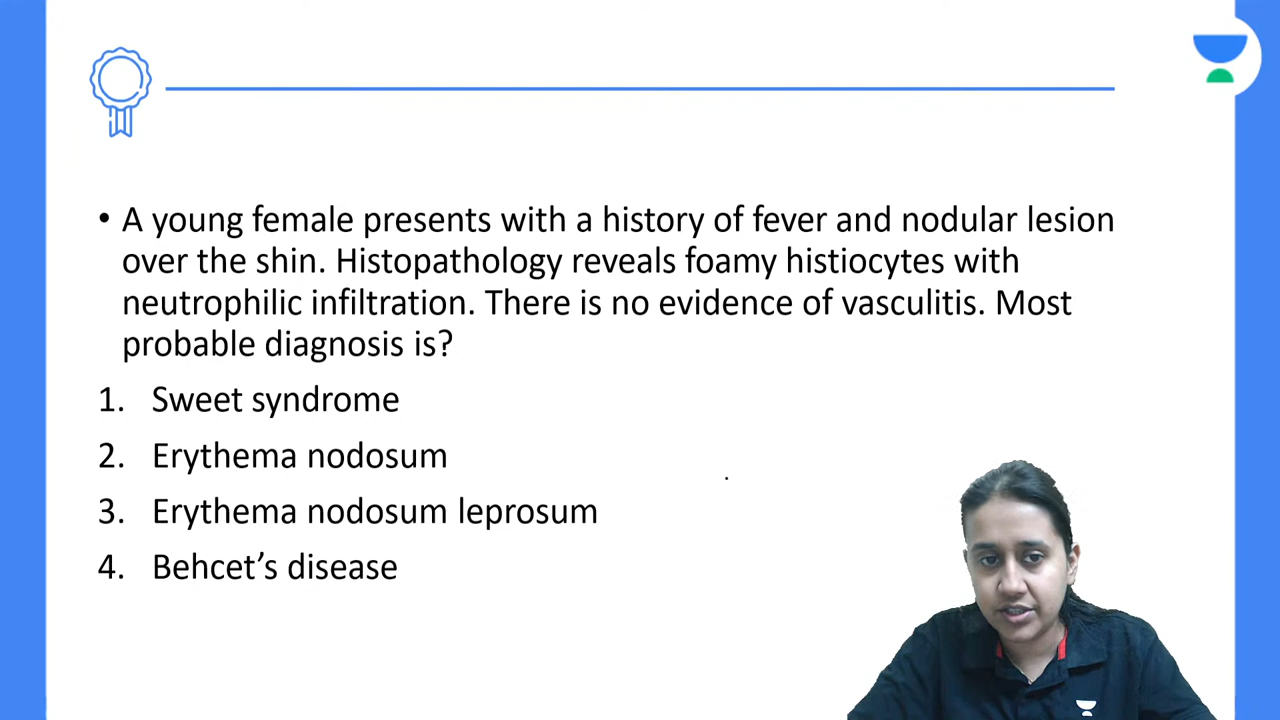 • A young female presents with a history of fever and nodular lesion
over the shin. Histopathology reveals foamy histiocytes with
neutrophilic infiltration. There is no evidence of vasculitis. Most
probable diagnosis is?
1. Sweet syndrome
2. Erythema nodosum
3. Erythema nodosum leprosum
4. Behcet’s disease